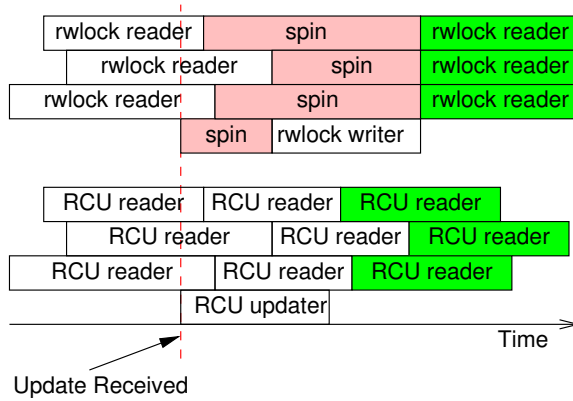 rwlock reader spin rwlock reader
rwlock reader spin rwlock reader
rwlock reader spin rwlock reader
spin rwlock writer
RCU reader RCU reader RCU reader
RCU reader RCU reader RCU reader
RCU reader RCU reader RCU reader
RCU updater
Time
Update Received